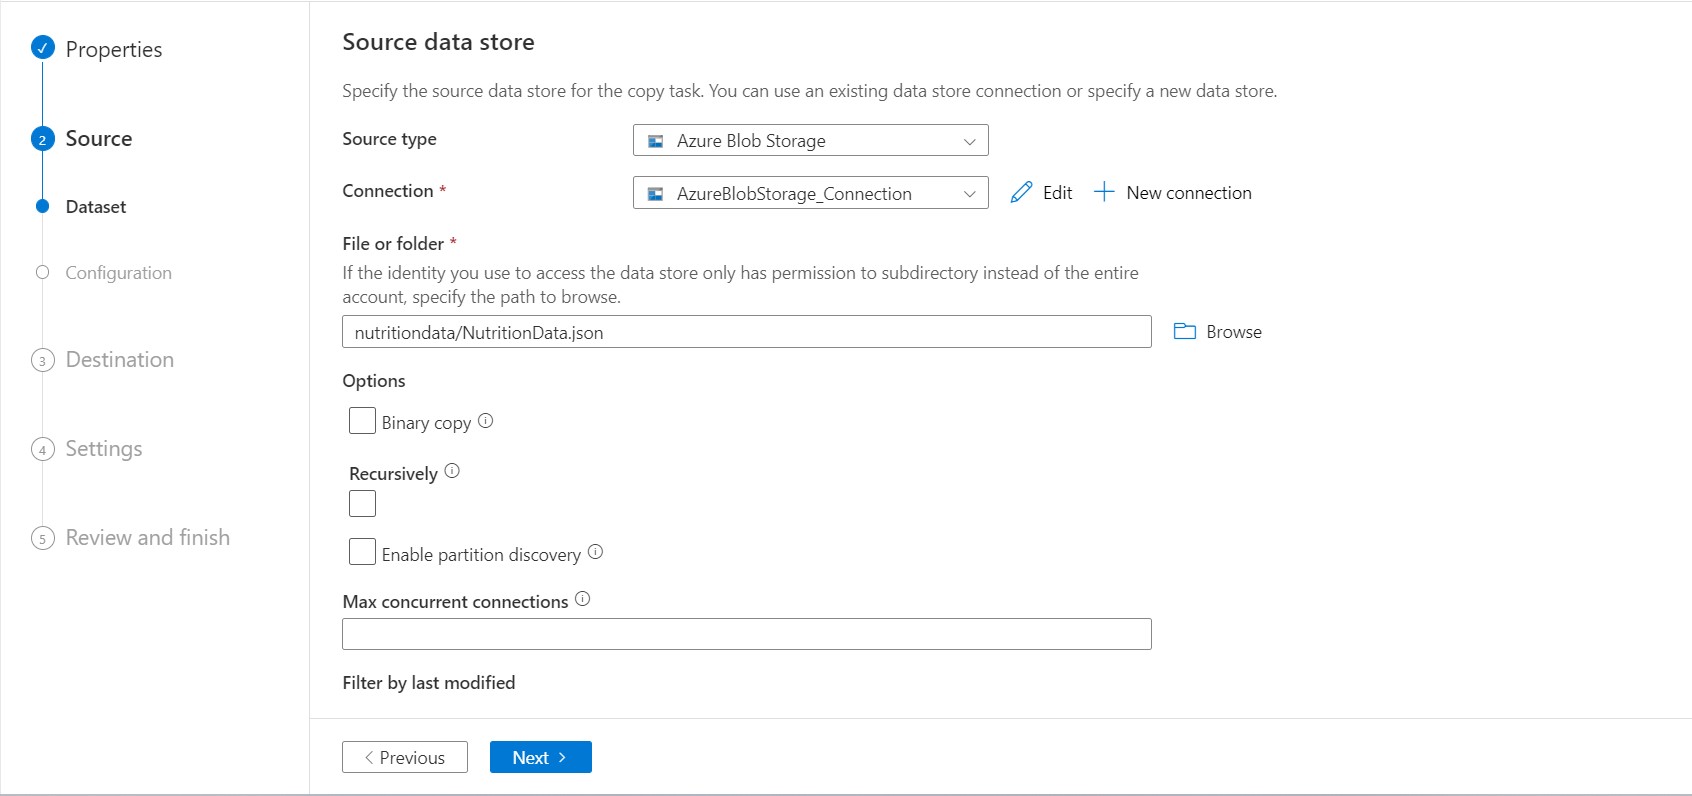 Properties
2 Source
Dataset
Configuration
3 Destination
4 Settings
5 Review and finish
Source data store
Specify the source data store for the copy task. You can use an existing data store connection or specify a new data store.
Source type
Azure Blob Storage
Connection *
AzureBlobStorage_Connection
Edit
New connection
File or folder *
If the identity you use to access the data store only has permission to subdirectory instead of the entire
account, specify the path to browse.
nutritiondata/NutritionData.json
Browse
Options
Binary copy
Recursively
Enable partition discovery
Max concurrent connections
Filter by last modified
< Previous
Next >